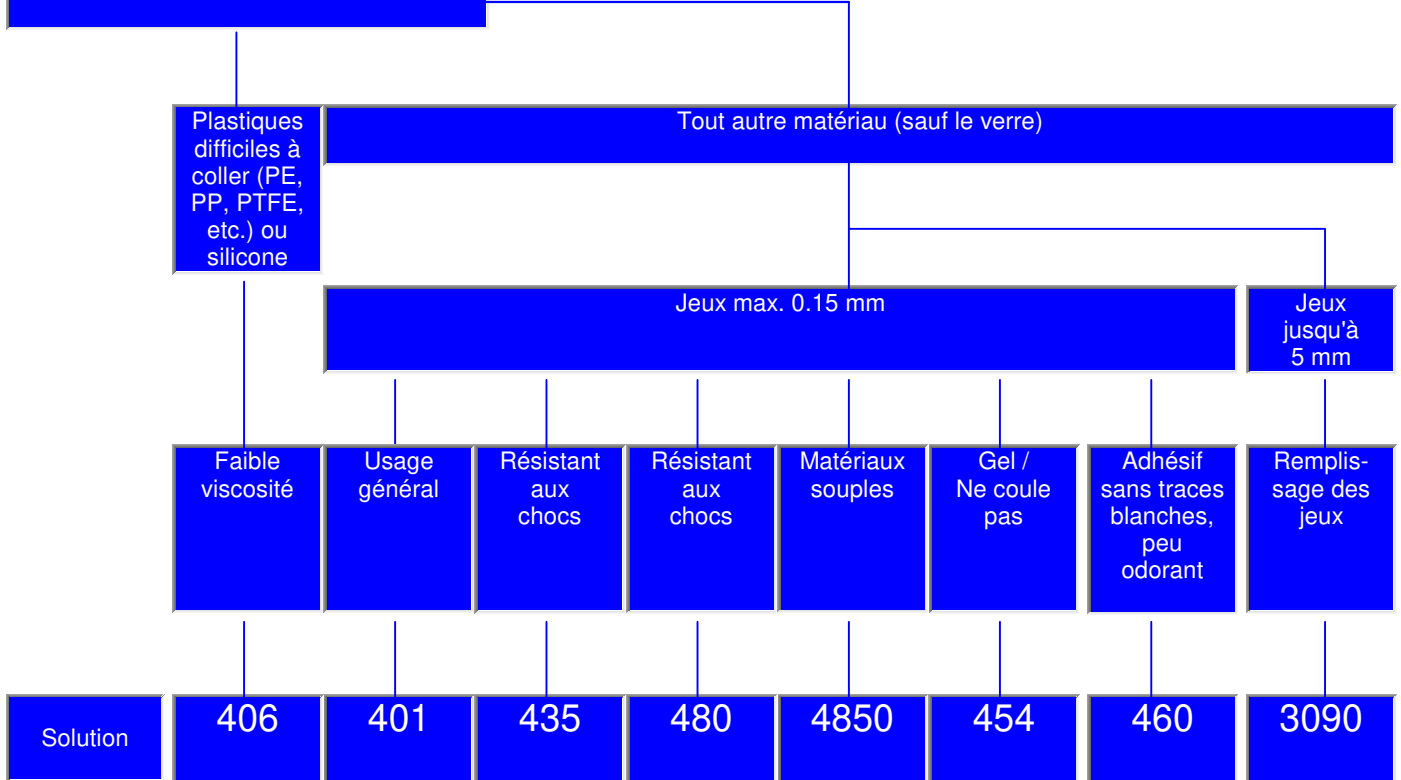 Plastiques
difficiles à
coller (PE,
PP, PTFE,
etc.) ou
silicone
Tout autre matériau (sauf le verre)
Jeux max. 0.15 mm
Jeux
jusqu'à
5 mm
Faible
viscosité
Usage
général
Résistant
aux
chocs
Résistant
aux
chocs
Matériaux
souples
Gel /
Ne coule
pas
Adhésif
sans traces
blanches,
peu
odorant
Remplis-
sage des
jeux
Solution
406
401
435
480
4850
454
460
3090